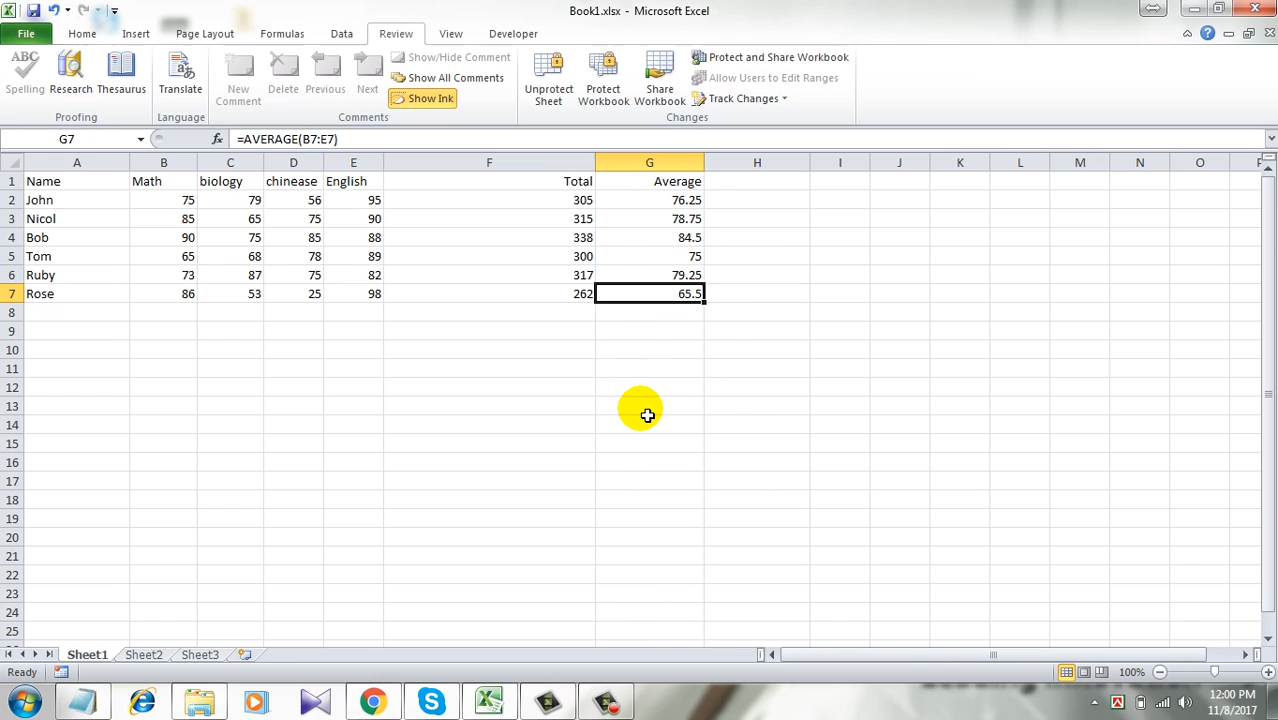 Book1.xlsx - Microsoft Excel
File Home Insert Page Layout Formulas Data Review View Developer
ABC Spelling Research Thesaurus Translate New Comment Delete Previous Next Show/Hide Comment Show All Comments Show Ink Unprotect Sheet Protect Workbook Share Workbook Protect and Share Workbook Allow Users to Edit Ranges Track Changes
Proofing Language Comments Changes
G7 fx =AVERAGE(B7:E7)
A B C D E F G H I J K L M N O P
1 Name Math biology chinease English Total Average
2 John 75 79 56 95 305 76.25
3 Nicol 85 65 75 90 315 78.75
4 Bob 90 75 85 88 338 84.5
5 Tom 65 68 78 89 300 75
6 Ruby 73 87 75 82 317 79.25
7 Rose 86 53 25 98 262 65.5
8
9
10
11
12
13
14
15
16
17
18
19
20
21
22
23
24
25
Sheet1 Sheet2 Sheet3
Ready 100%
12:00 PM
11/8/2017